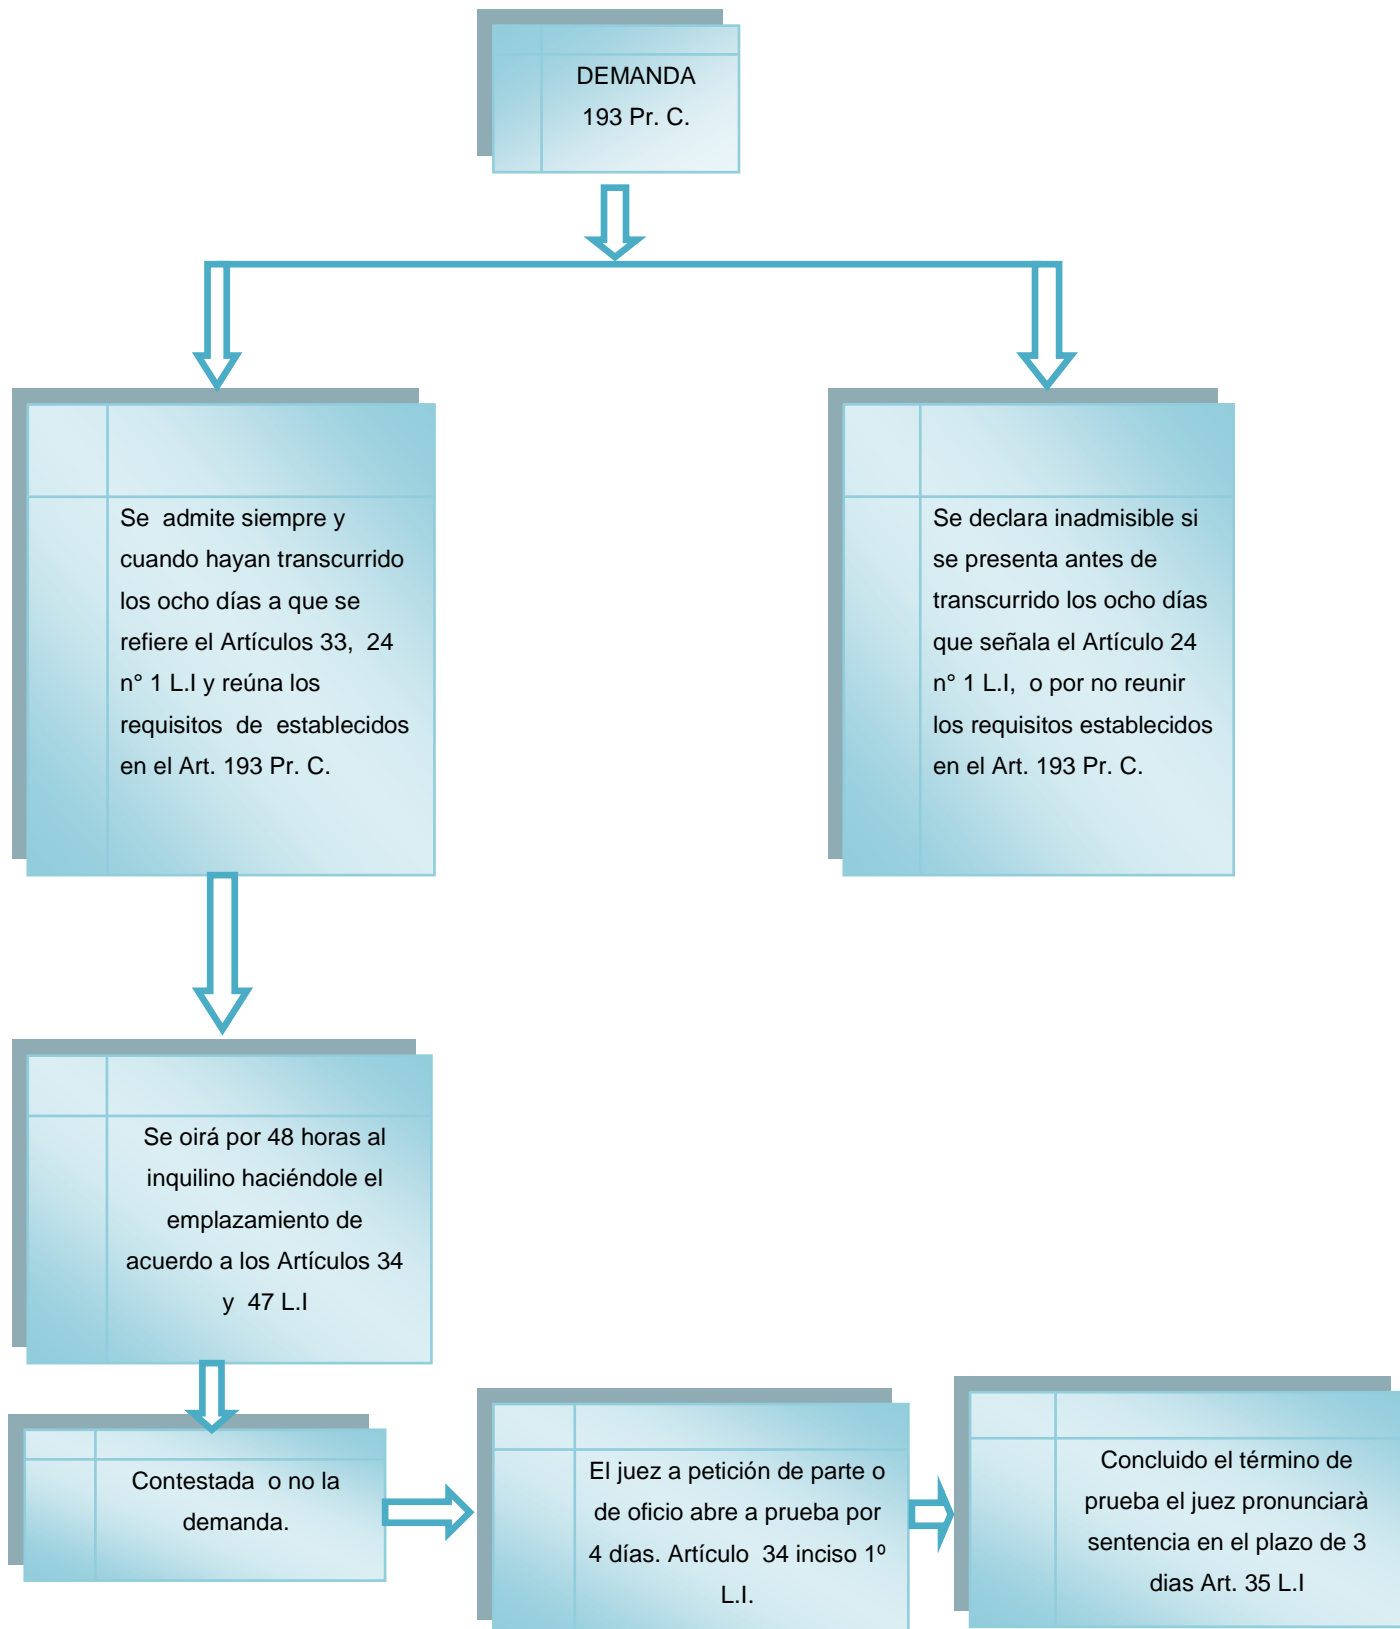 DEMANDA
193 Pr. C.
Se admite siempre y
cuando hayan transcurrido
los ocho días a que se
refiere el Artículos 33, 24
n° 1 L.I y reúna los
requisitos de establecidos
en el Art. 193 Pr. C.
Se declara inadmisible si
se presenta antes de
transcurrido los ocho días
que señala el Artículo 24
n° 1 L.I, o por no reunir
los requisitos establecidos
en el Art. 193 Pr. C.
Se oirá por 48 horas al
inquilino haciéndole el
emplazamiento de
acuerdo a los Artículos 34
y 47 L.I
Contestada o no la
demanda.
El juez a petición de parte o
de oficio abre a prueba por
4 días. Artículo 34 inciso 1º
L.I.
Concluido el término de
prueba el juez pronunciarà
sentencia en el plazo de 3
dias Art. 35 L.I